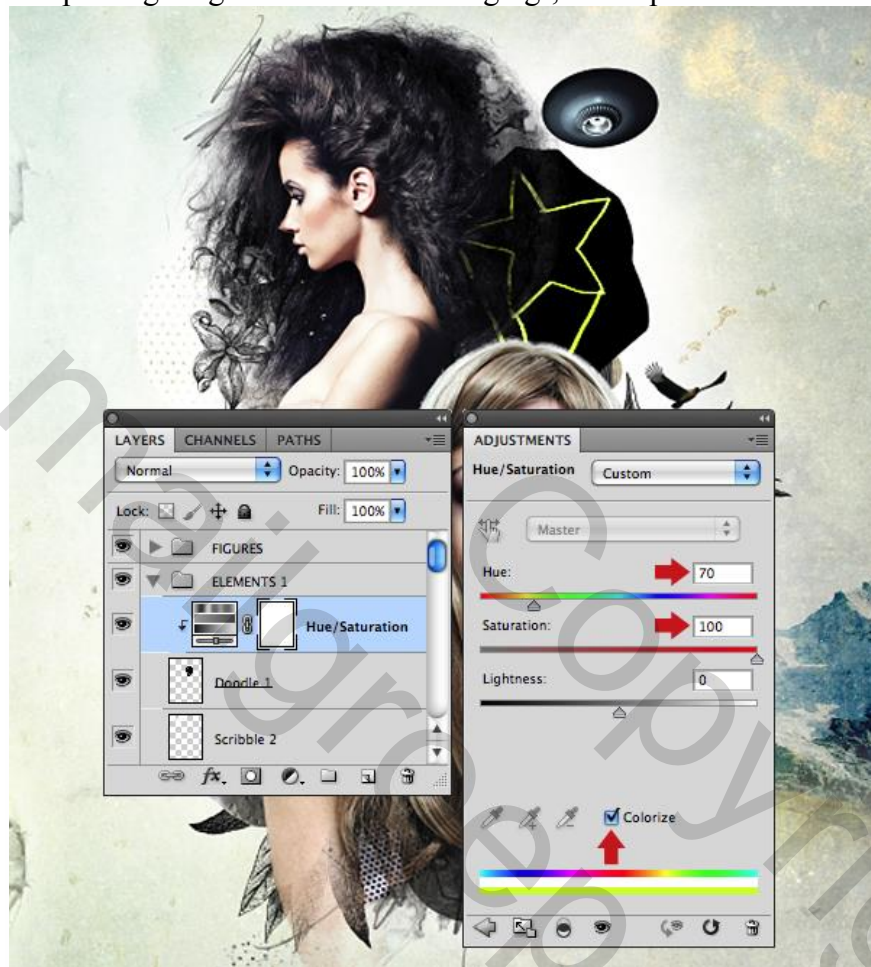 LAYERS CHANNELS PATHS
Normal Opacity: 100%
Lock: Fill: 100%
FIGURES
ELEMENTS 1
Hue/Saturation
Doodle 1
Scribble 2
fx.
ADJUSTMENTS
Hue/Saturation Custom
Master
Hue: 70
Saturation: 100
Lightness: 0
Colorize